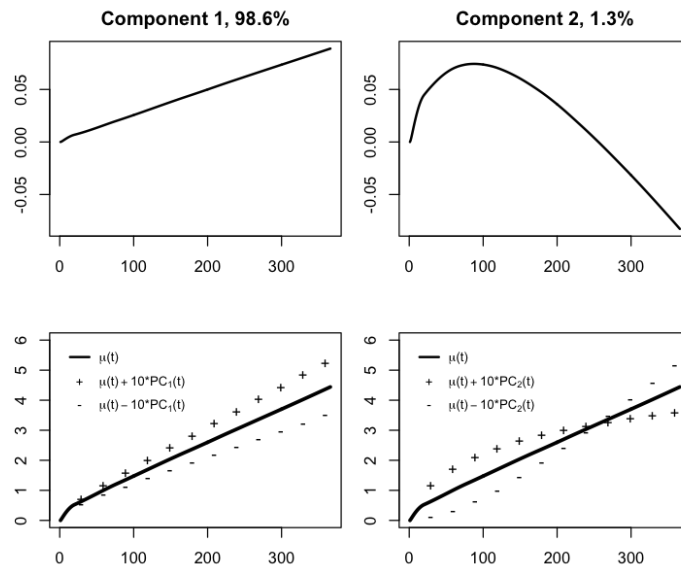 Component 1, 98.6%
Component 2, 1.3%
0.05
0.00
-0.05
0 100 200 300
0.05
0.00
-0.05
0 100 200 300
6
5
4
3
2
1
0
μ(t)
μ(t) + 10*PC₁(t)
μ(t) − 10*PC₁(t)
0 100 200 300
6
5
4
3
2
1
0
μ(t)
μ(t) + 10*PC₂(t)
μ(t) − 10*PC₂(t)
0 100 200 300